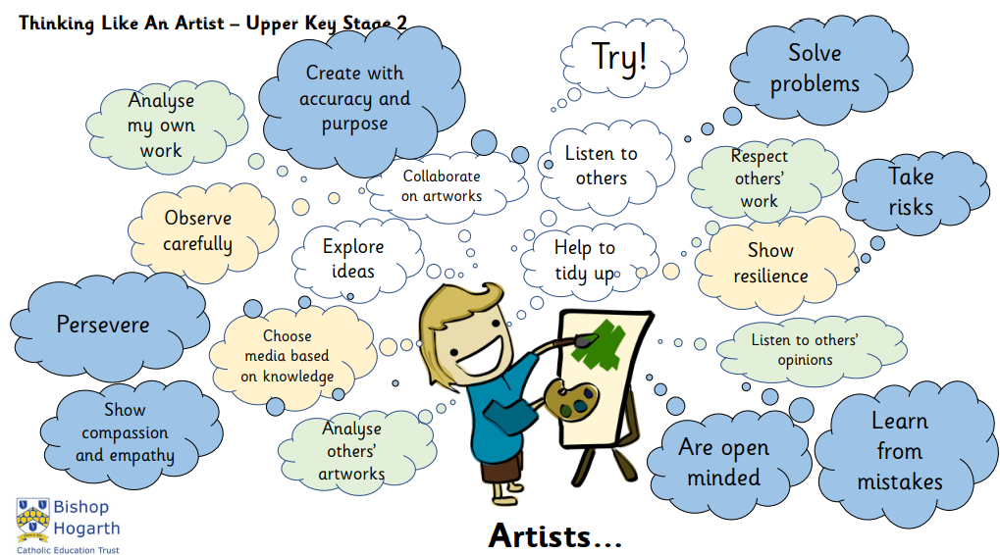 Thinking Like An Artist – Upper Key Stage 2
Create with
accuracy and
purpose
Try!
Solve
problems
Analyse
my own
work
Collaborate
on artworks
Listen to
others
Respect
others'
work
Take
risks
Observe
carefully
Explore
ideas
Help to
tidy up
Show
resilience
Persevere
Choose
media based
on knowledge
Listen to others'
opinions
Show
compassion
and empathy
Analyse
others'
artworks
Are open
minded
Learn
from
mistakes
Bishop
Hogarth
Catholic Education Trust
Artists...